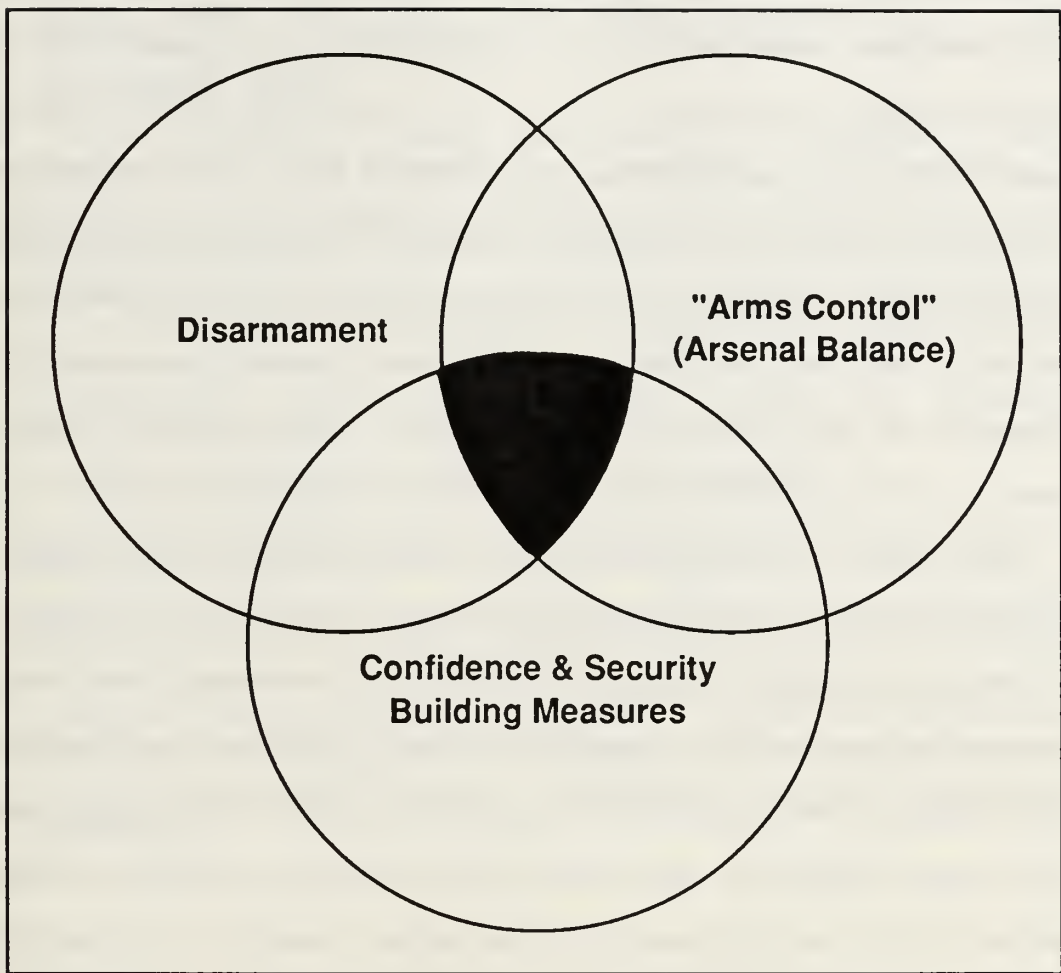 Disarmament
"Arms Control"
(Arsenal Balance)
Confidence & Security
Building Measures